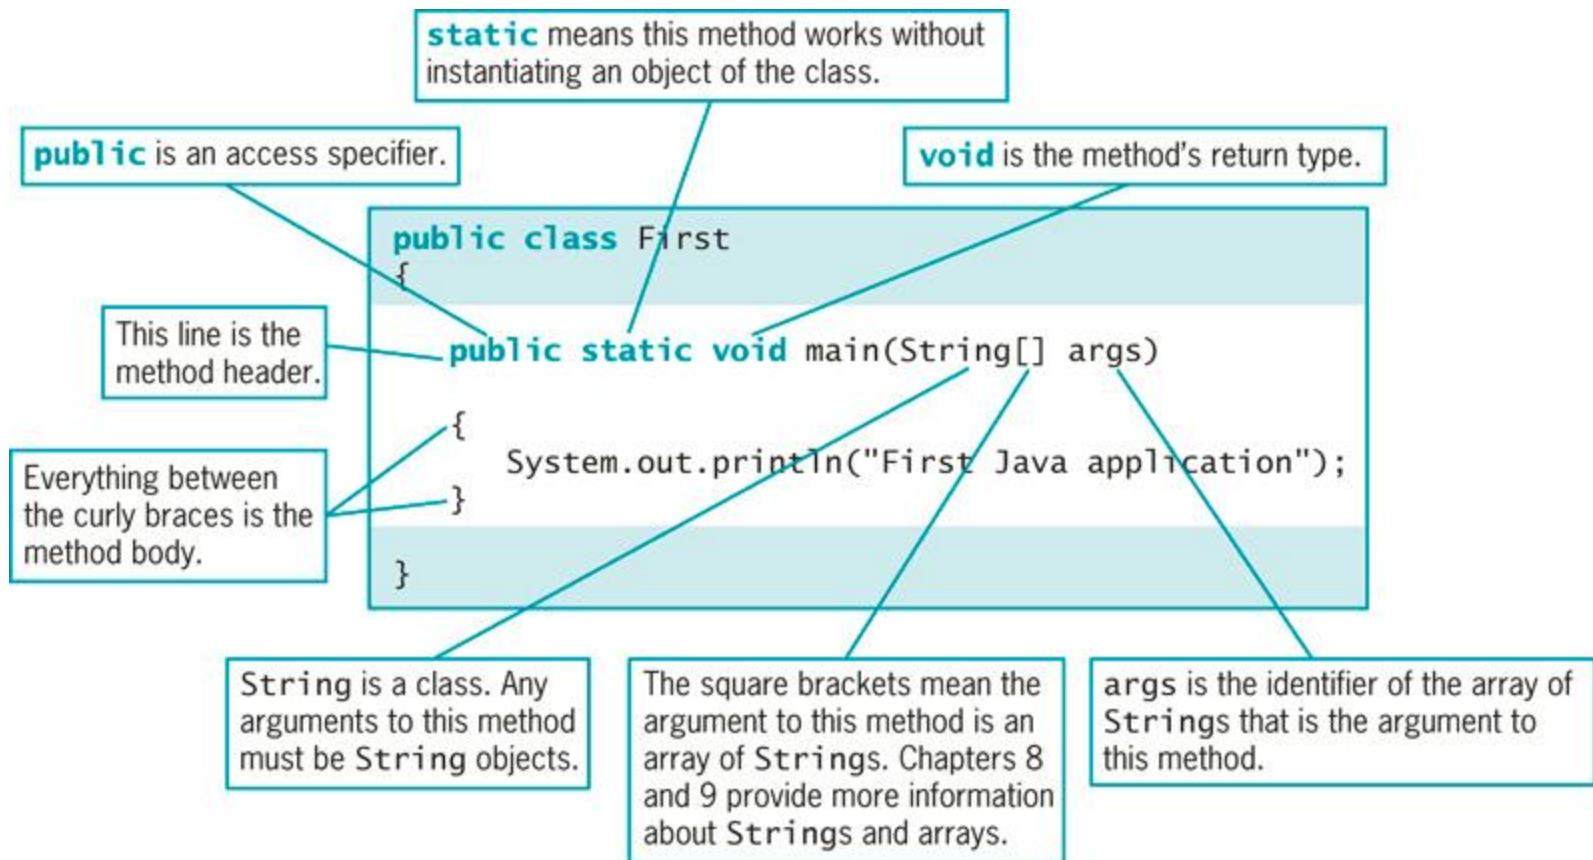 static means this method works without
instantiating an object of the class.
public is an access specifier.
void is the method's return type.
public class First
{
This line is the
method header.
public static void main(String[] args)
{
System.out.println("First Java application");
}
Everything between
the curly braces is the
method body.
}
String is a class. Any
arguments to this method
must be String objects.
The square brackets mean the
argument to this method is an
array of Strings. Chapters 8
and 9 provide more information
about Strings and arrays.
args is the identifier of the array of
Strings that is the argument to
this method.